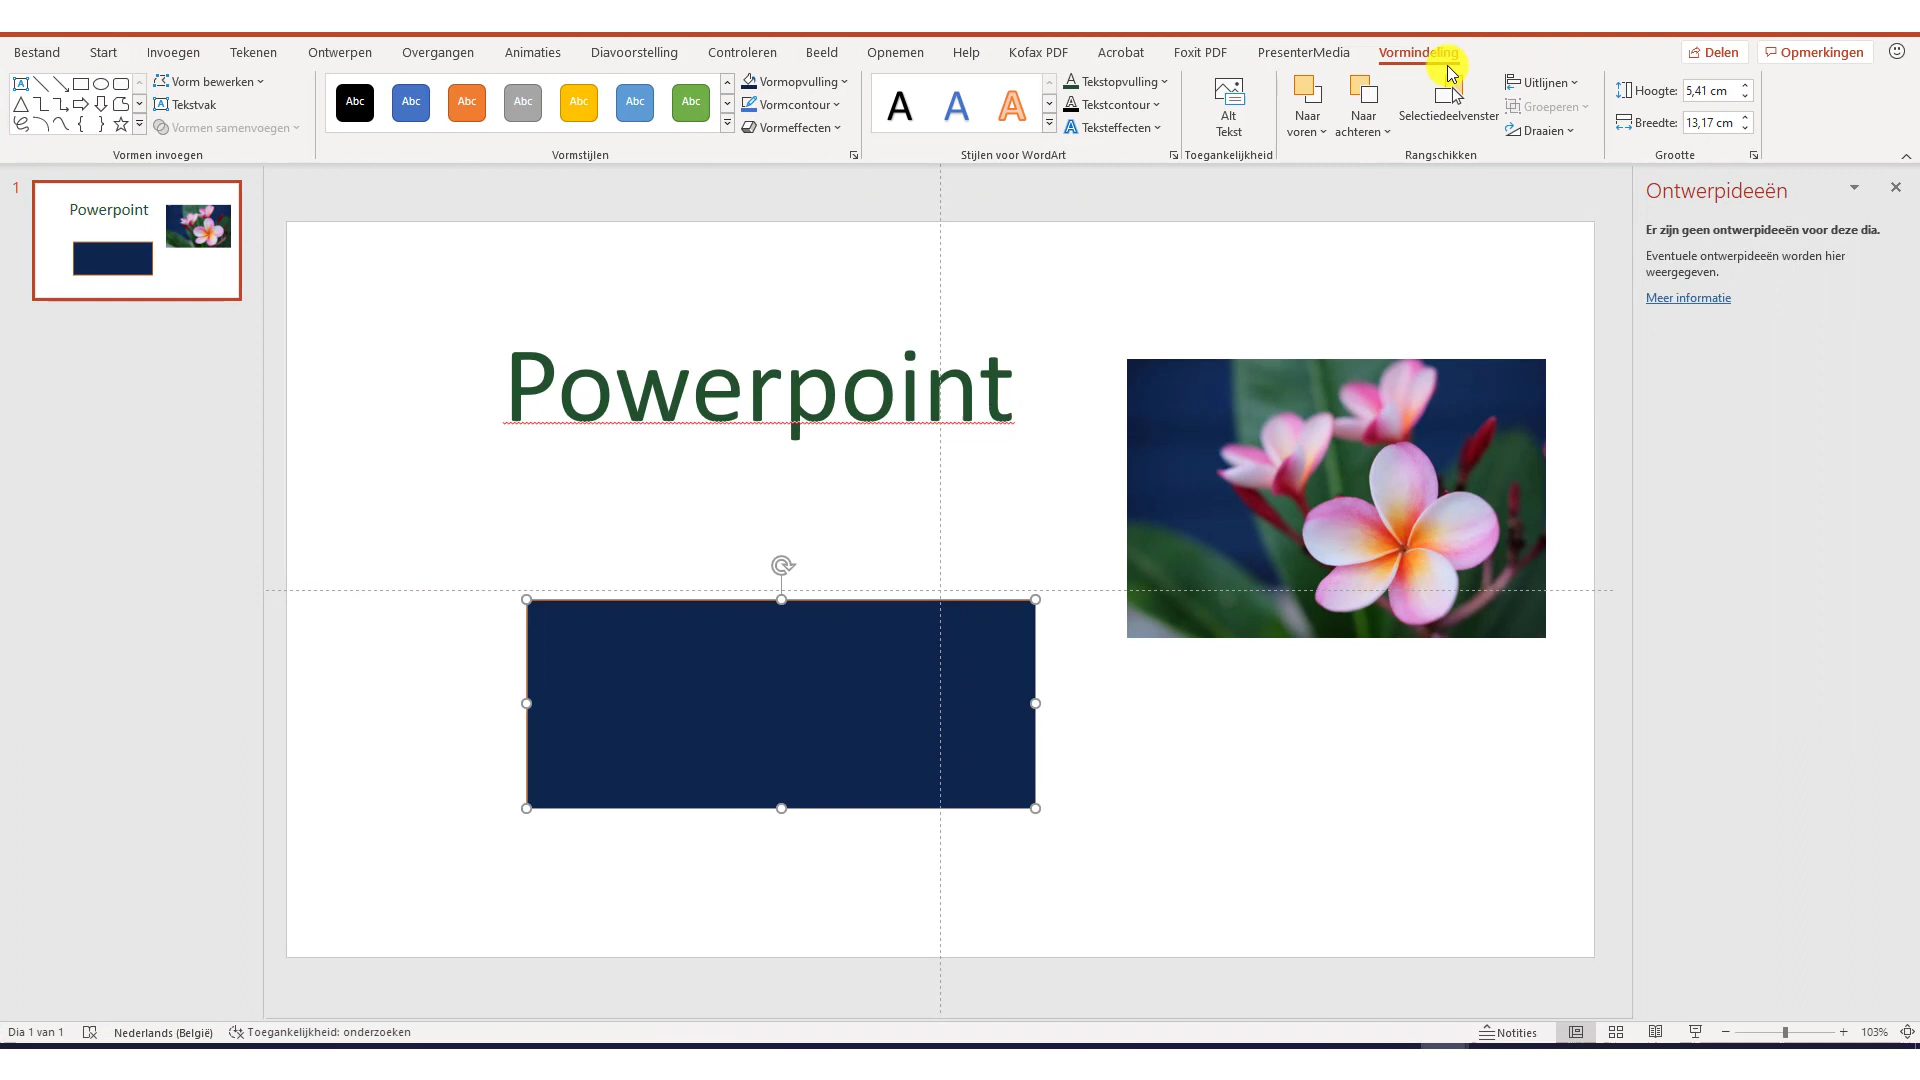 Bestand Start Invoegen Tekenen Ontwerpen Overgangen Animaties Diavoorstelling Controleren Beeld Opnemen Help Kofax PDF Acrobat Foxit PDF PresenterMedia Vormindeling Delen Opmerkingen
Vorm bewerken
Tekstvak
Vormen samenvoegen
Vormen invoegen
Abc Abc Abc Abc Abc Abc Abc
Vormopvulling
Vormcontour
Vormeffecten
Vormstijlen
A A A
Tekstopvulling
Tekstcontour
Teksteffecten
Stijlen voor WordArt
Alt
Tekst
Toegankelijkheid
Naar
voren
Naar
achteren
Selectiedeelvenster
Uitlijnen
Groeperen
Draaien
Rangschikken
Hoogte: 5,41 cm
Breedte: 13,17 cm
Grootte
1
Powerpoint
Powerpoint
Ontwerpideeën
Er zijn geen ontwerpideeën voor deze dia.
Eventuele ontwerpideeën worden hier
weergegeven.
Meer informatie
Dia 1 van 1 Nederlands (België) Toegankelijkheid: onderzoeken Notities 103%